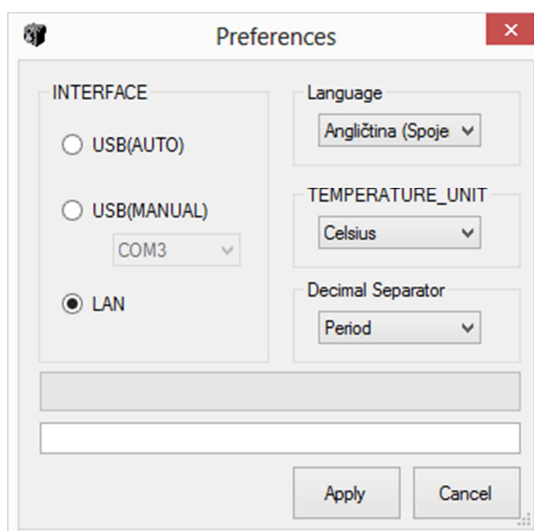 Preferences
INTERFACE
USB(AUTO)
USB(MANUAL)
COM3
LAN
Language
Angličtina (Spoje
TEMPERATURE_UNIT
Celsius
Decimal Separator
Period
Apply
Cancel